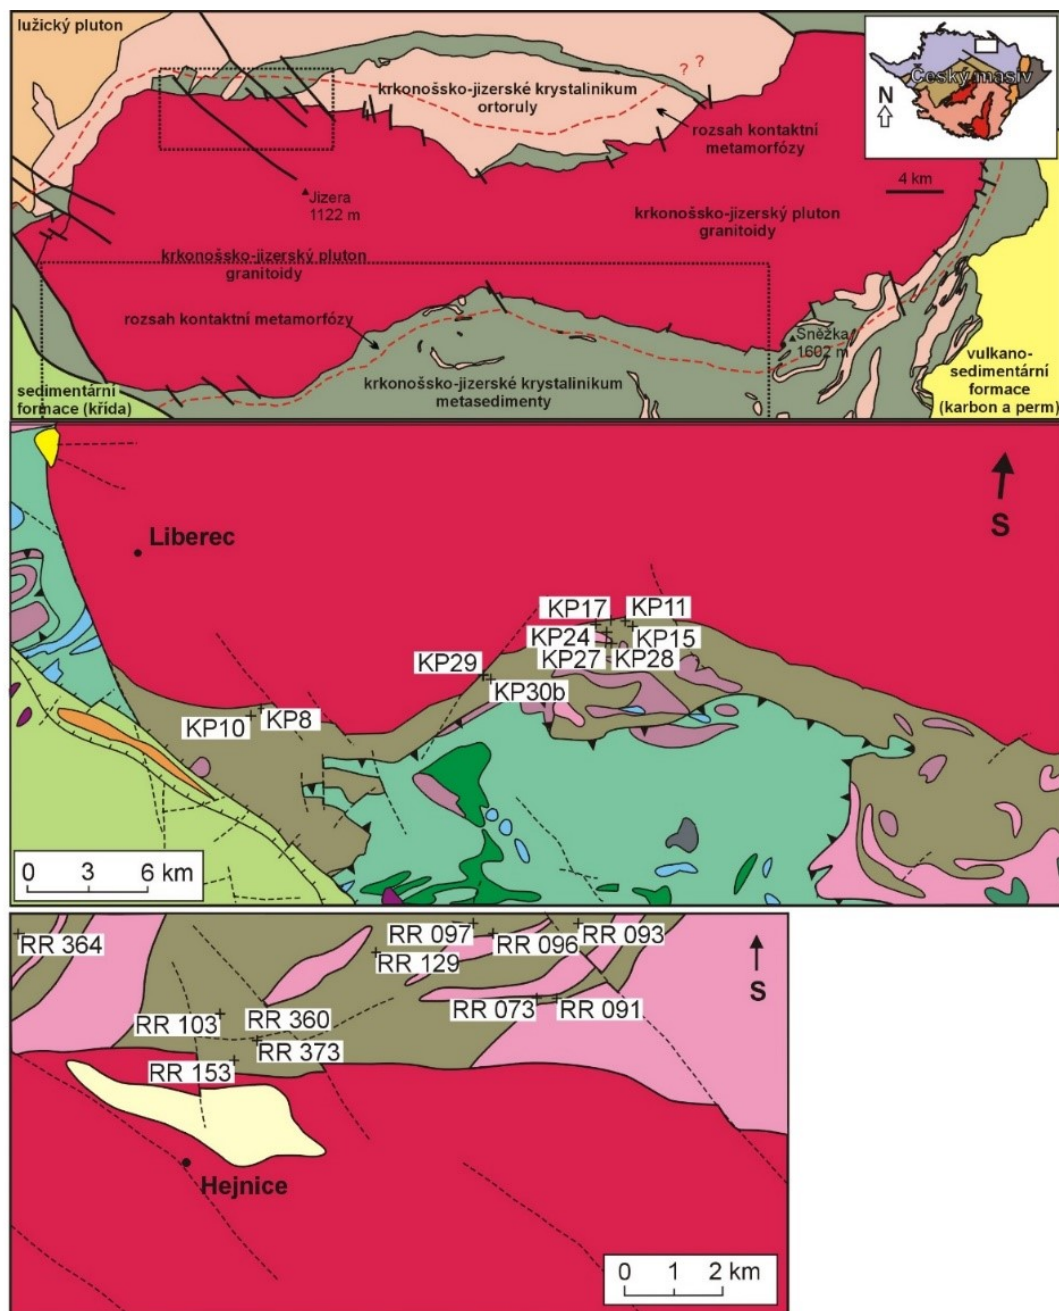 lužický pluton
krkonošsko-jizerské krystalinikum
ortoruly
? ?
rozsah kontaktní
metamorfózy
Český masiv
N
4 km
Jizera
1122 m
krkonošsko-jizerský pluton
granitoidy
krkonošsko-jizerský pluton
granitoidy
rozsah kontaktní metamorfózy
Sněžka
1602 m
sedimentární
formace (křída)
krkonošsko-jizerské krystalinikum
metasedimenty
vulkano-
sedimentární
formace
(karbon a perm)
S
Liberec
KP17
KP11
KP24
KP15
KP27
KP28
KP29
KP30b
KP10
KP8
0 3 6 km
RR 364
RR 097
RR 096
RR 093
RR 129
RR 073
RR 091
RR 103
RR 360
RR 373
RR 153
S
Hejnice
0 1 2 km